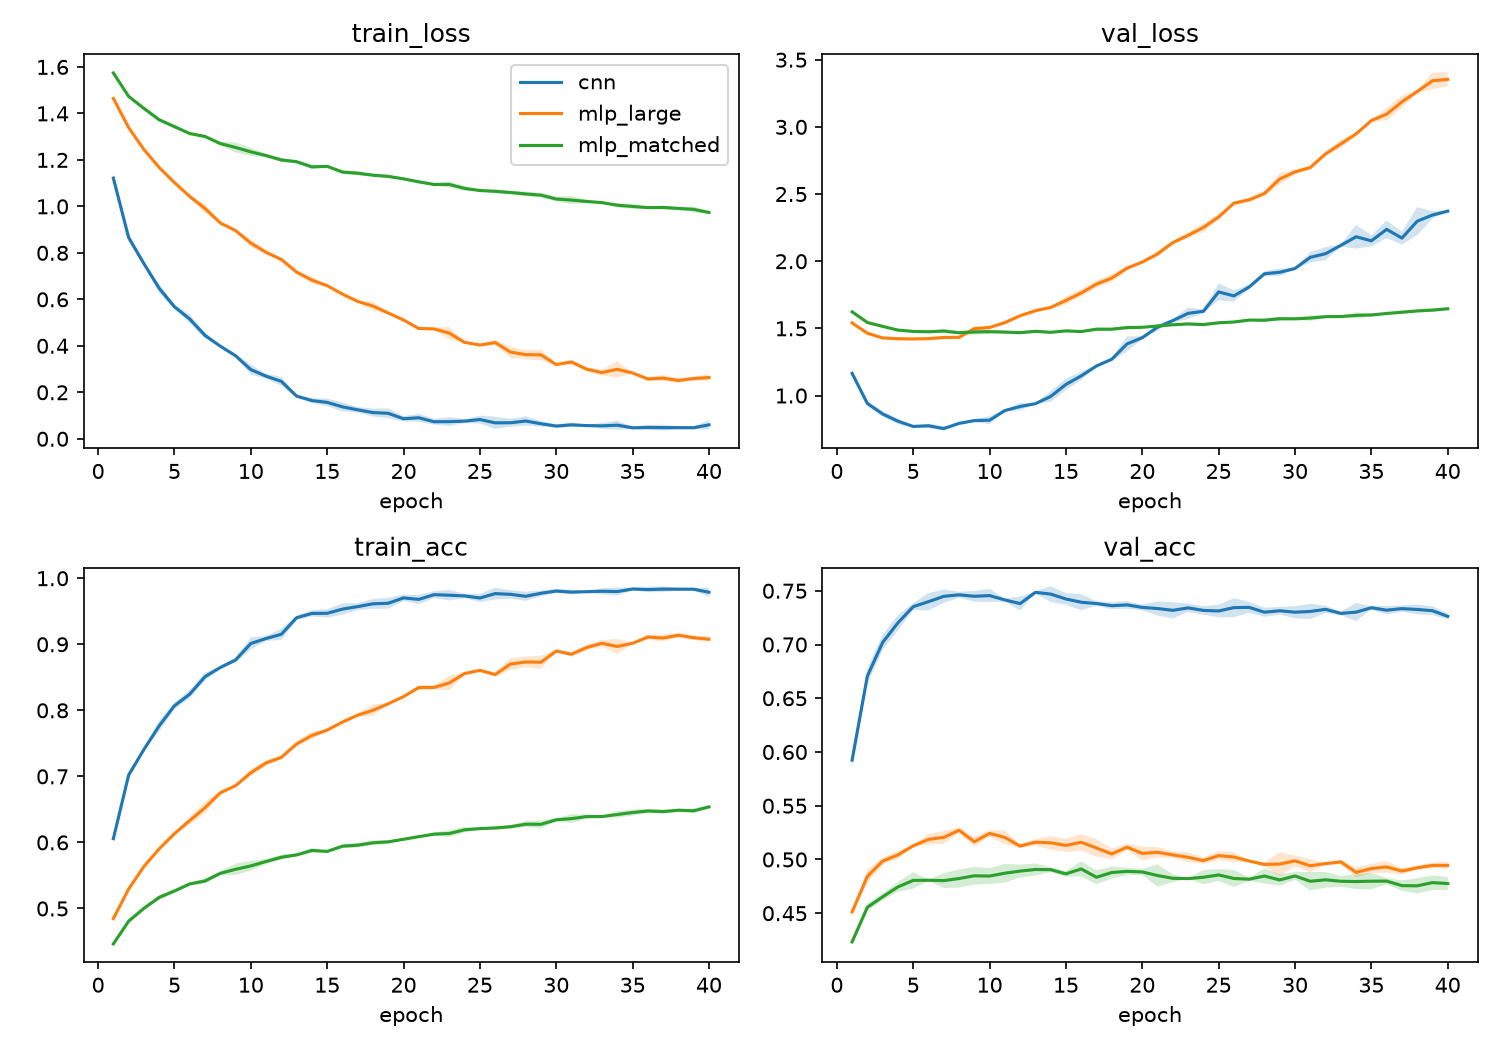 train_loss
1.6
1.4
1.2
1.0
0.8
0.6
0.4
0.2
0.0
cnn
mlp_large
mlp_matched
0 5 10 15 20 25 30 35 40
epoch
val_loss
3.5
3.0
2.5
2.0
1.5
1.0
0 5 10 15 20 25 30 35 40
epoch
train_acc
1.0
0.9
0.8
0.7
0.6
0.5
0 5 10 15 20 25 30 35 40
epoch
val_acc
0.75
0.70
0.65
0.60
0.55
0.50
0.45
0 5 10 15 20 25 30 35 40
epoch